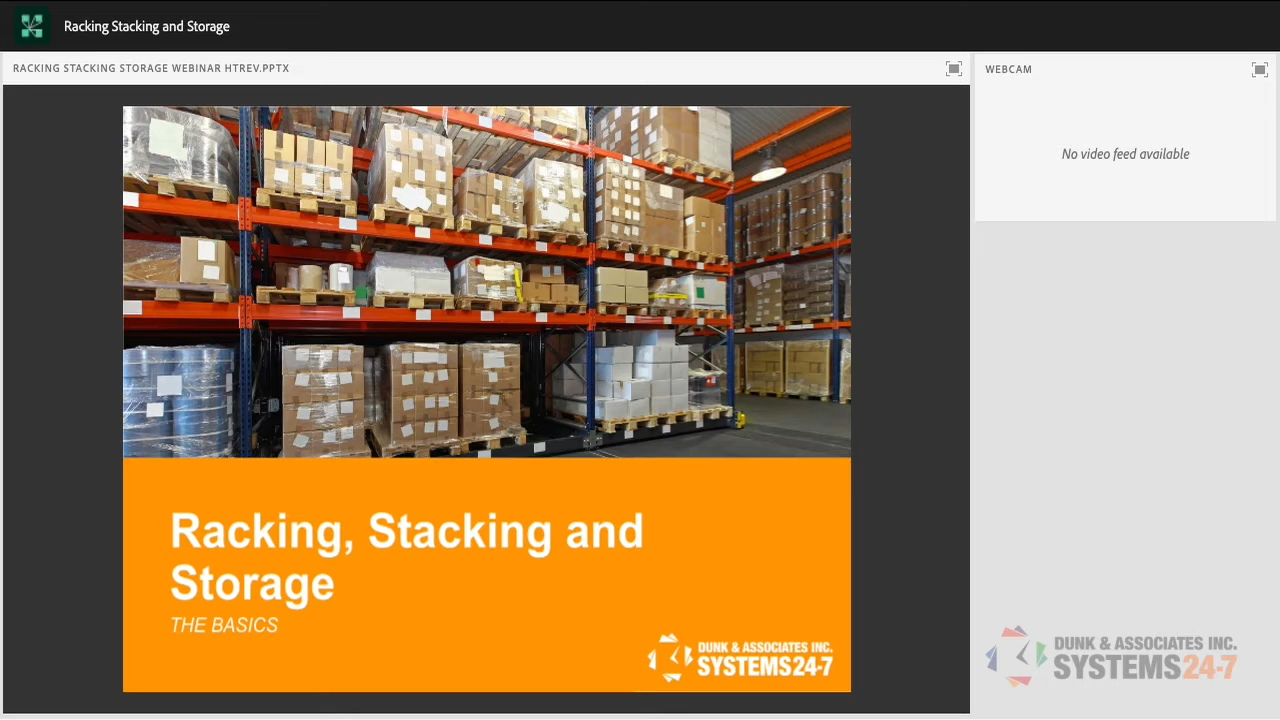 Racking Stacking and Storage
RACKING STACKING STORAGE WEBINAR HTREV.PPTX
WEBCAM
No video feed available
Racking, Stacking and
Storage
THE BASICS
DUNK & ASSOCIATES INC.
SYSTEMS24-7
DUNK & ASSOCIATES INC.
SYSTEMS24-7